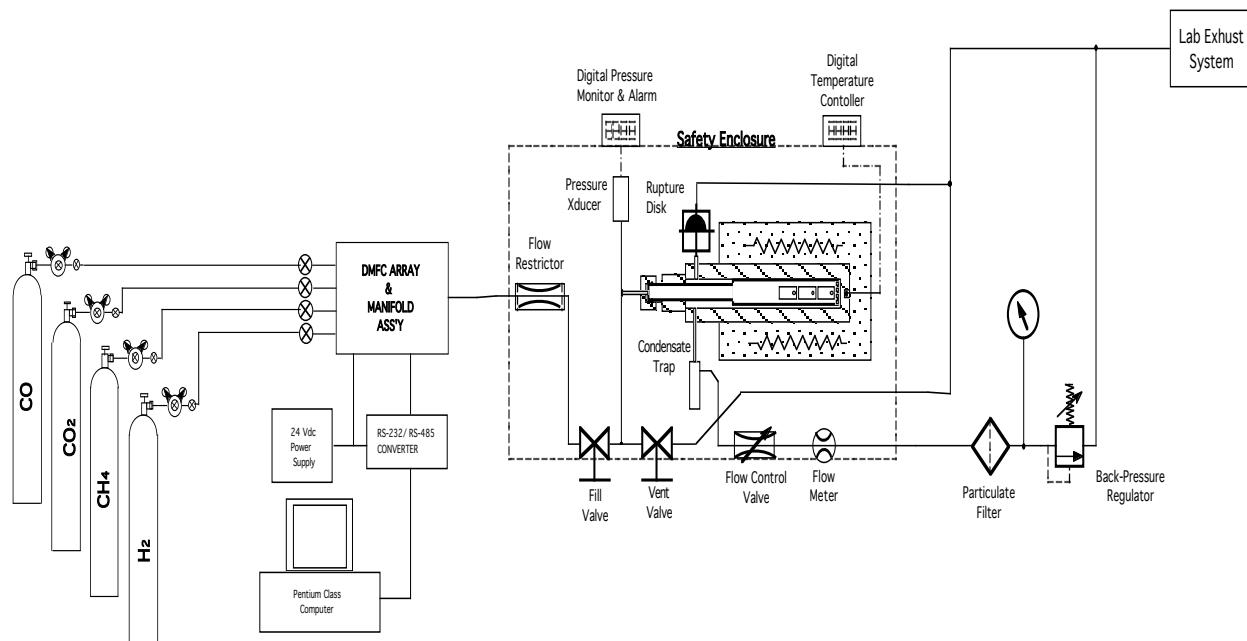 Lab Exhust
System
Digital Pressure
Monitor & Alarm
Digital
Temperature
Contoller
Safety Enclosure
Pressure
Xducer
Rupture
Disk
Flow
Restrictor
DMFC ARRAY
&
MANIFOLD
ASS'Y
Condensate
Trap
CO
CO2
CH4
H2
24 Vdc
Power
Supply
RS-232/ RS-485
CONVERTER
Fill
Valve
Vent
Valve
Flow Control
Valve
Flow
Meter
Particulate
Filter
Back-Pressure
Regulator
Pentium Class
Computer